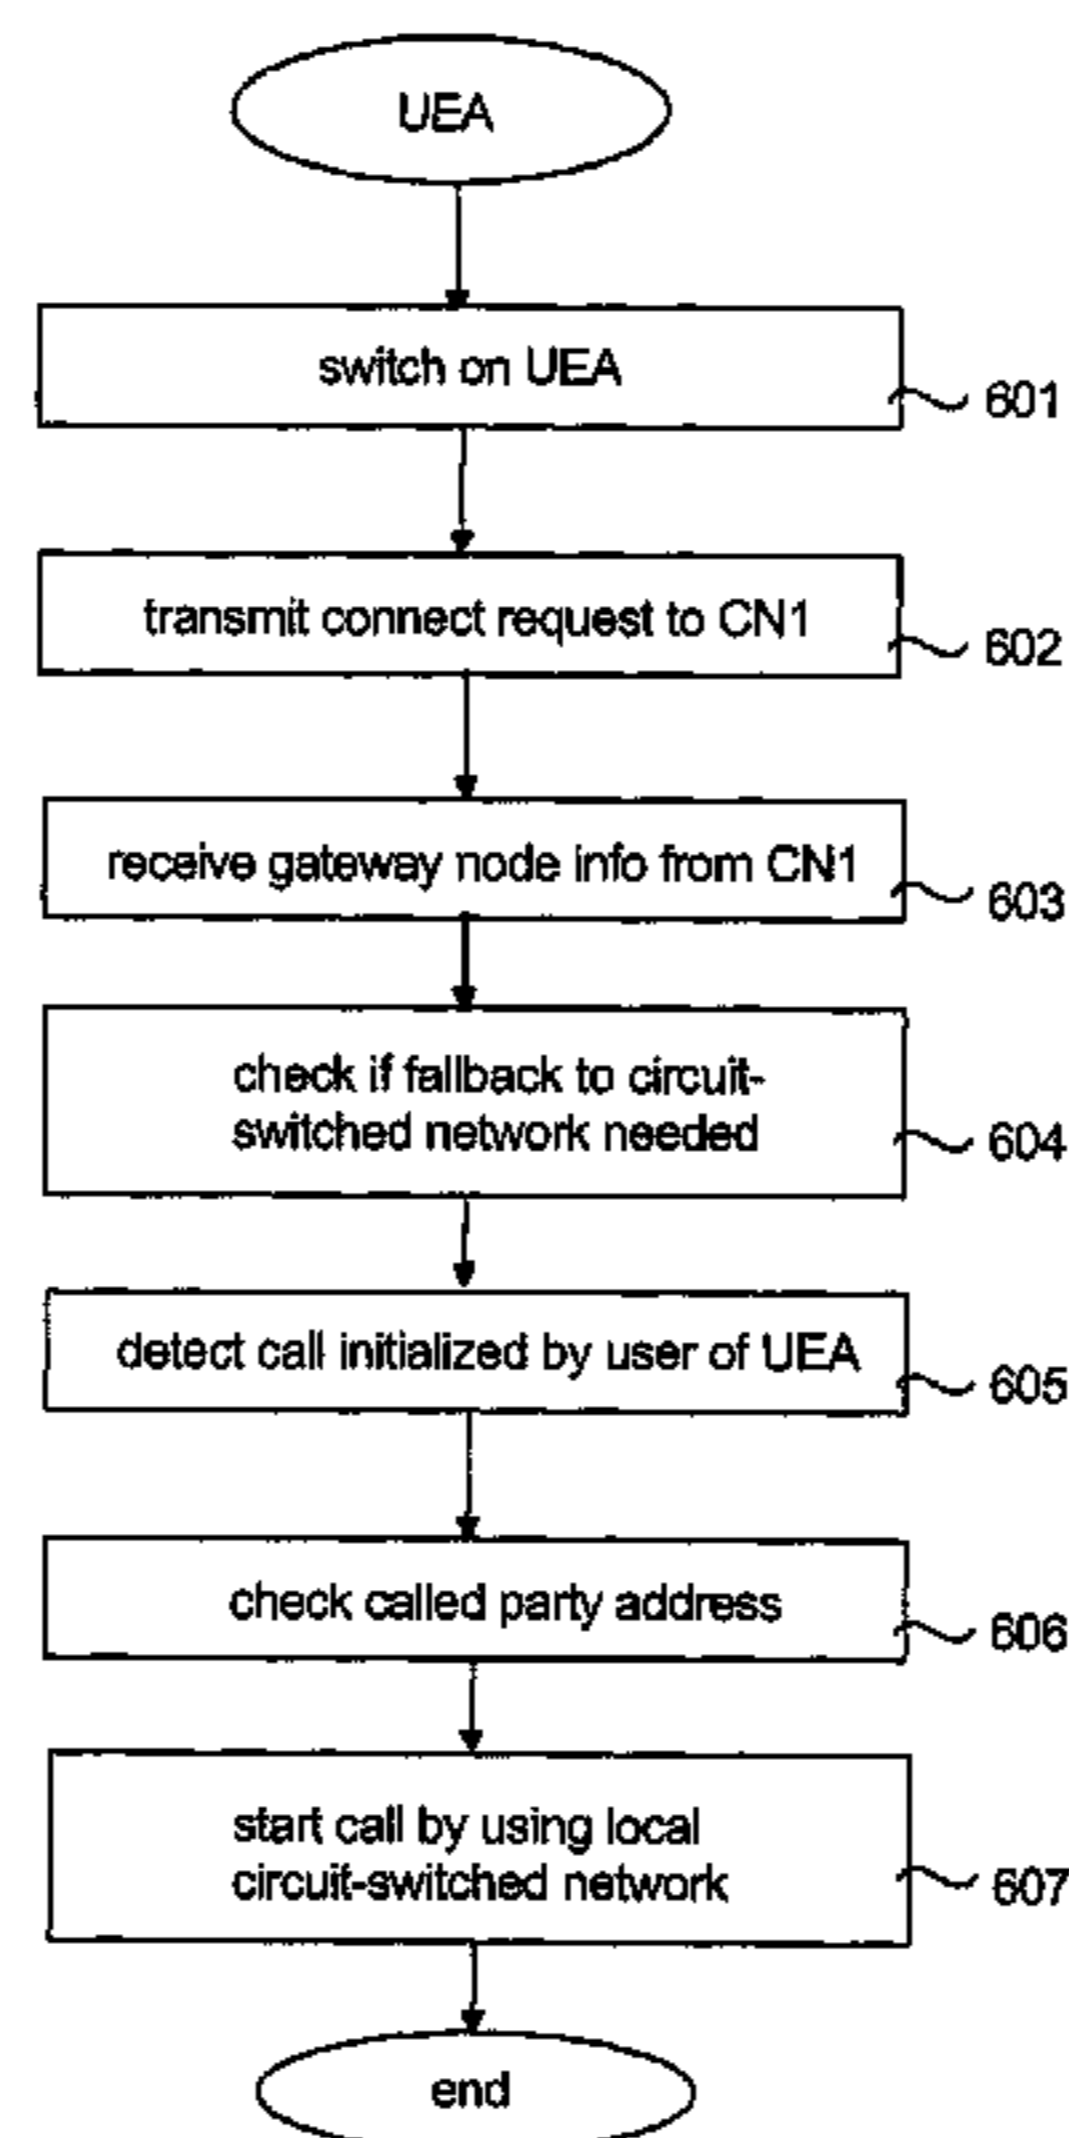 UEA
switch on UEA
601
transmit connect request to CN1
602
receive gateway node info from CN1
603
check if fallback to circuit-
switched network needed
604
detect call initialized by user of UEA
605
check called party address
606
start call by using local
circuit-switched network
607
end